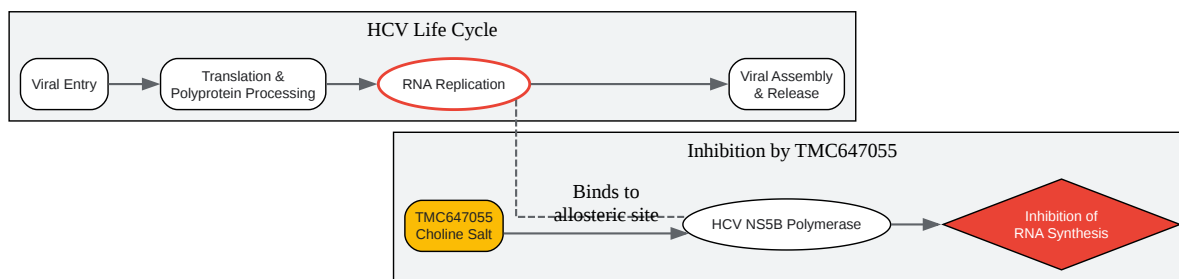 HCV Life Cycle
Viral Entry
Translation &
Polyprotein Processing
RNA Replication
Viral Assembly
& Release
Inhibition by TMC647055
Binds to
allosteric site
TMC647055
Choline Salt
HCV NS5B Polymerase
Inhibition of
RNA Synthesis